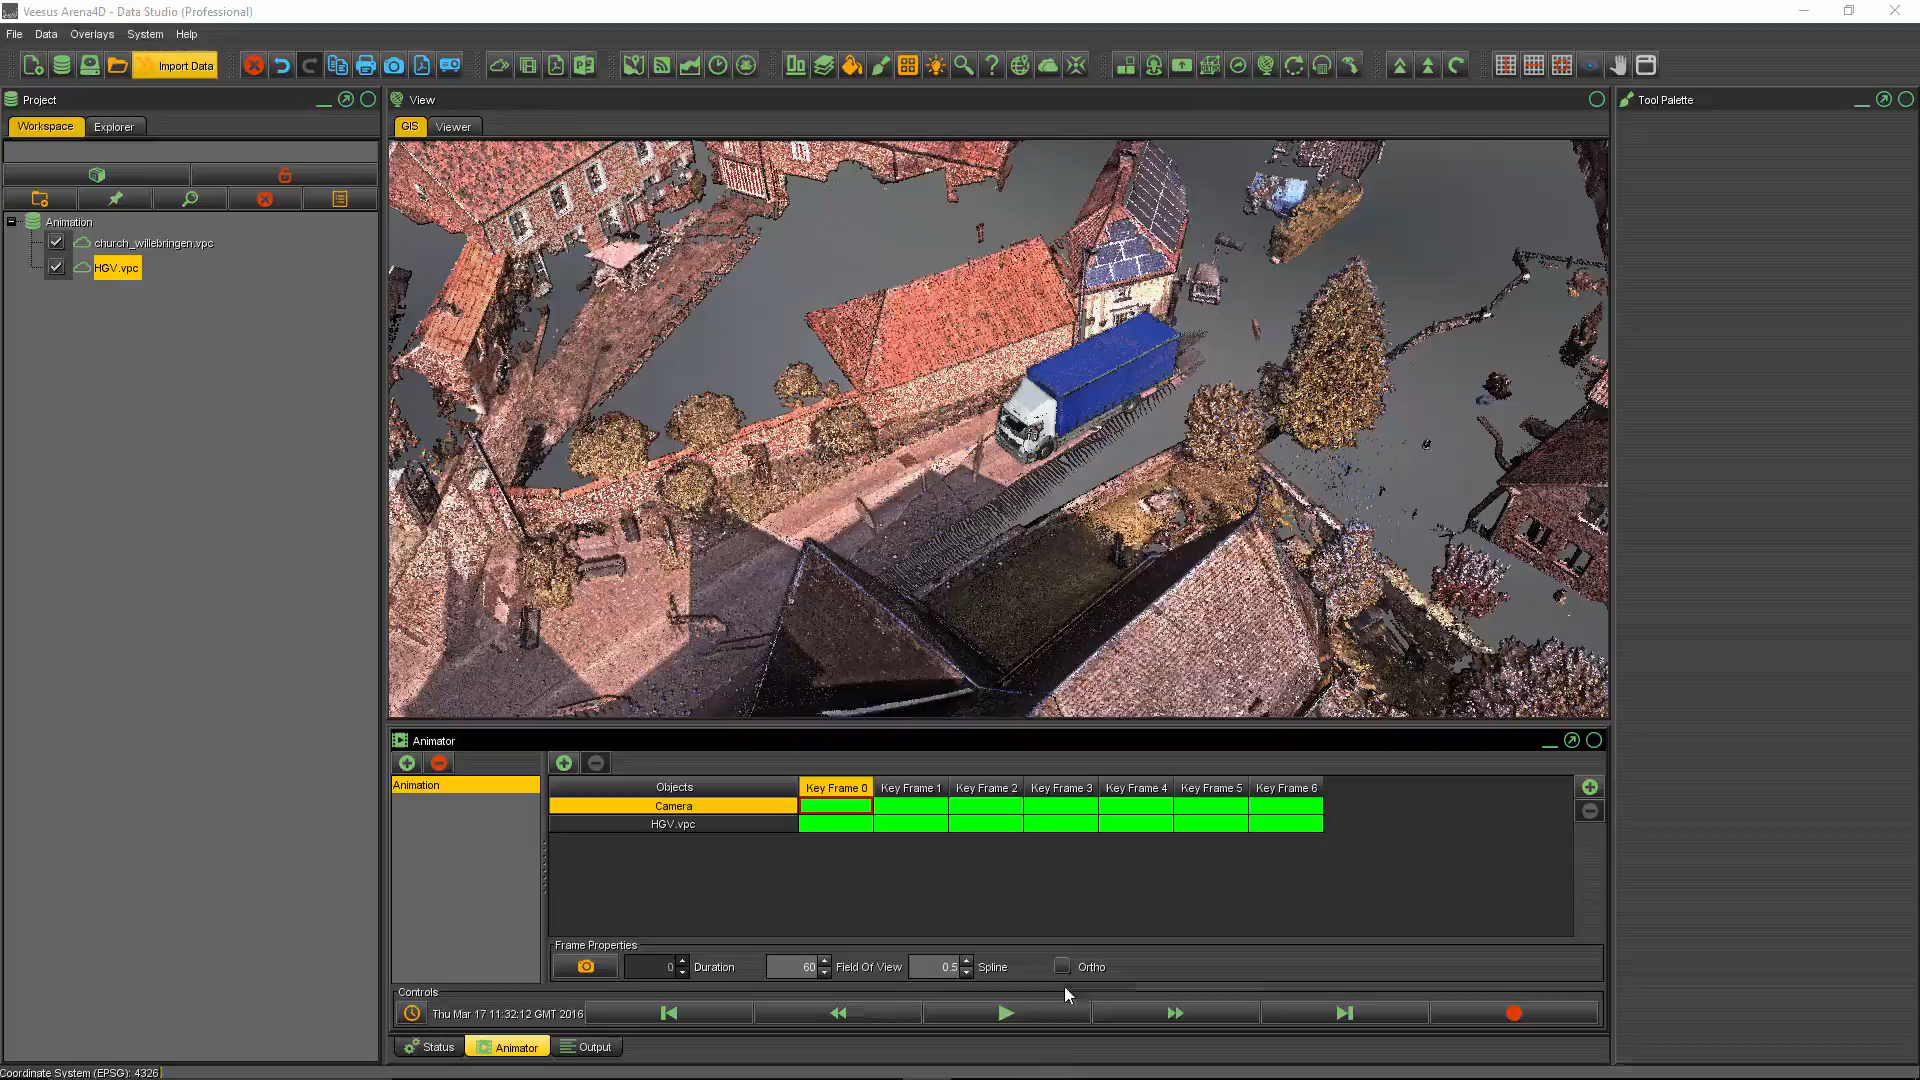 Veesus Arena4D - Data Studio (Professional)
File Data Overlays System Help
Import Data
Project
View
Tool Palette
Workspace Explorer
GIS Viewer
Animation
church_willebringen.vpc
HGV.vpc
Animator
Animation
Objects Key Frame 0 Key Frame 1 Key Frame 2 Key Frame 3 Key Frame 4 Key Frame 5 Key Frame 6
Camera
HGV.vpc
Frame Properties
0 Duration 60 Field Of View 0.5 Spline Ortho
Controls
Thu Mar 17 11:32:12 GMT 2016
Status Animator Output
Coordinate System (EPSG): 4326